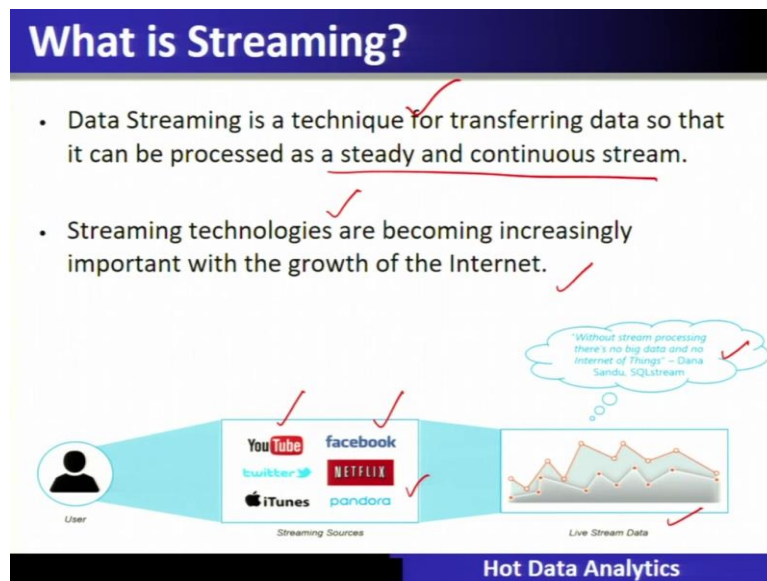 What is Streaming?
• Data Streaming is a technique for transferring data so that
it can be processed as a steady and continuous stream.
• Streaming technologies are becoming increasingly
important with the growth of the Internet.
"Without stream processing
there's no big data and no
Internet of Things" – Dana
Sandu, SQLstream
YouTube facebook
twitter NETFLIX
iTunes pandora
User
Streaming Sources
Live Stream Data
Hot Data Analytics